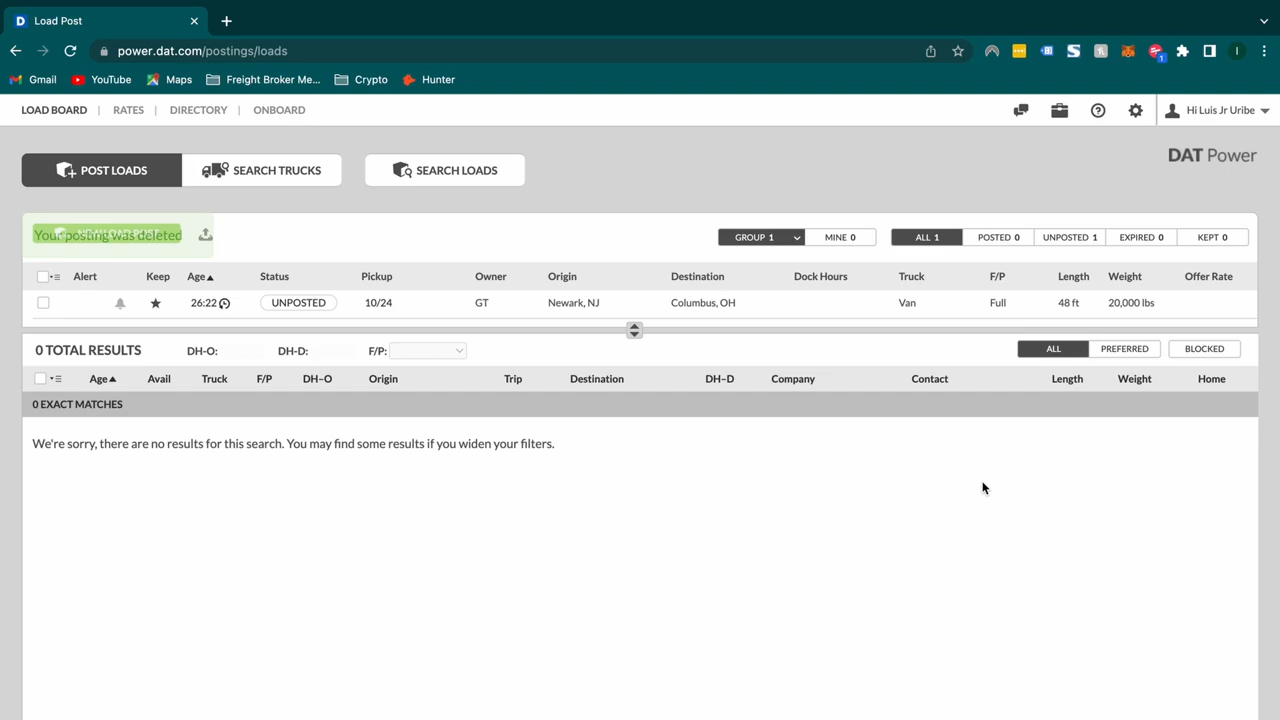 Load Post
power.dat.com/postings/loads
Gmail YouTube Maps Freight Broker Me... Crypto Hunter
LOAD BOARD RATES DIRECTORY ONBOARD Hi Luis Jr Uribe
POST LOADS SEARCH TRUCKS SEARCH LOADS DAT Power
Your posting was deleted GROUP 1 MINE 0 ALL 1 POSTED 0 UNPOSTED 1 EXPIRED 0 KEPT 0
Alert Keep Age Status Pickup Owner Origin Destination Dock Hours Truck F/P Length Weight Offer Rate
26:22 UNPOSTED 10/24 GT Newark, NJ Columbus, OH Van Full 48 ft 20,000 lbs
0 TOTAL RESULTS DH-O: DH-D: F/P: ALL PREFERRED BLOCKED
Age Avail Truck F/P DH-O Origin Trip Destination DH-D Company Contact Length Weight Home
0 EXACT MATCHES
We're sorry, there are no results for this search. You may find some results if you widen your filters.